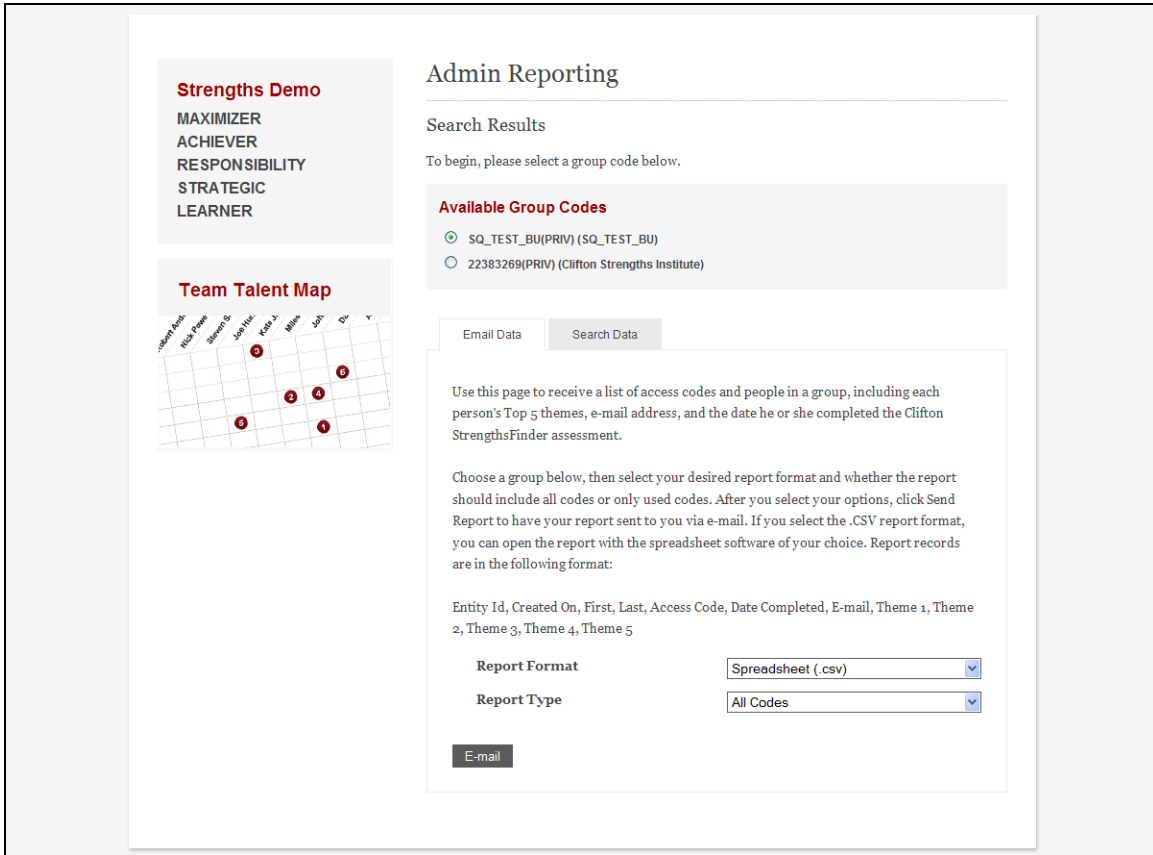 Strengths Demo
MAXIMIZER
ACHIEVER
RESPONSIBILITY
STRATEGIC
LEARNER
Team Talent Map
Nick Powe
Steven S.
Joe Hu
Kate J.
Miles
3
6
2
4
5
1
Admin Reporting
Search Results
To begin, please select a group code below.
Available Group Codes
SQ_TEST_BU(PRIV) (SQ_TEST_BU)
22383269(PRIV) (Clifton Strengths Institute)
Email Data
Search Data
Use this page to receive a list of access codes and people in a group, including each
person's Top 5 themes, e-mail address, and the date he or she completed the Clifton
StrengthsFinder assessment.
Choose a group below, then select your desired report format and whether the report
should include all codes or only used codes. After you select your options, click Send
Report to have your report sent to you via e-mail. If you select the .CSV report format,
you can open the report with the spreadsheet software of your choice. Report records
are in the following format:
Entity Id, Created On, First, Last, Access Code, Date Completed, E-mail, Theme 1, Theme
2, Theme 3, Theme 4, Theme 5
Report Format
Spreadsheet (.csv)
Report Type
All Codes
E-mail